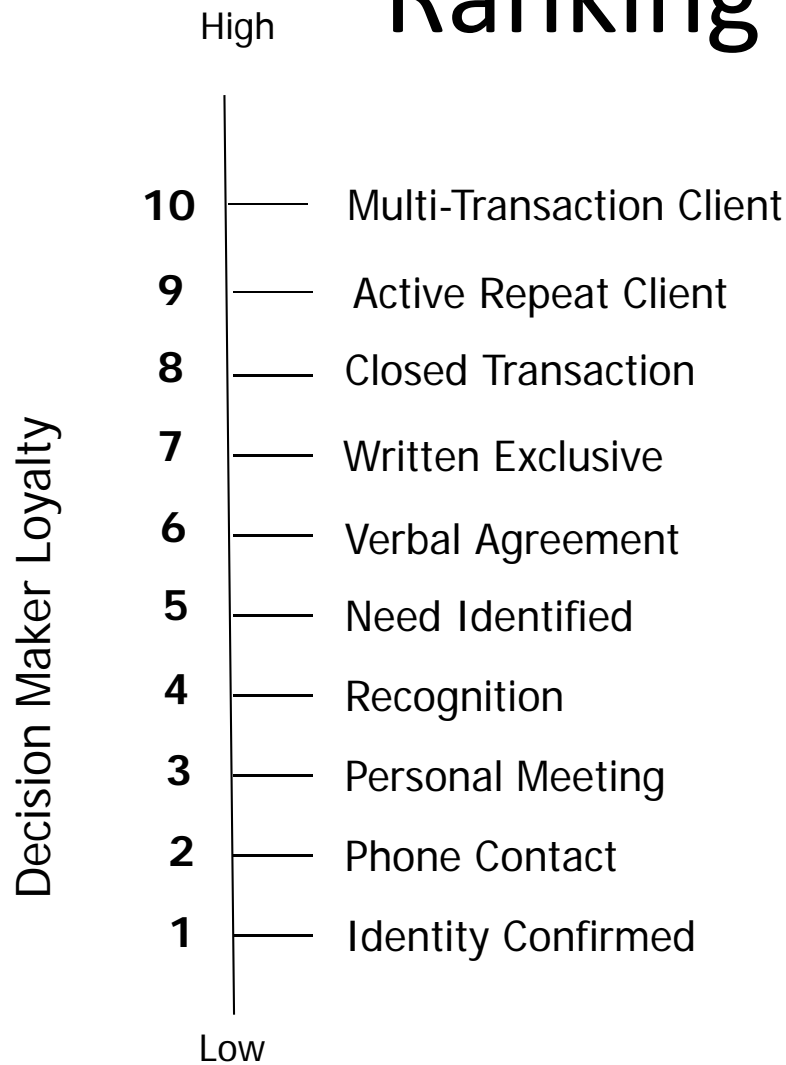 Ranking
High
10 Multi-Transaction Client
9 Active Repeat Client
8 Closed Transaction
7 Written Exclusive
6 Verbal Agreement
5 Need Identified
4 Recognition
3 Personal Meeting
2 Phone Contact
1 Identity Confirmed
Low
Decision Maker Loyalty